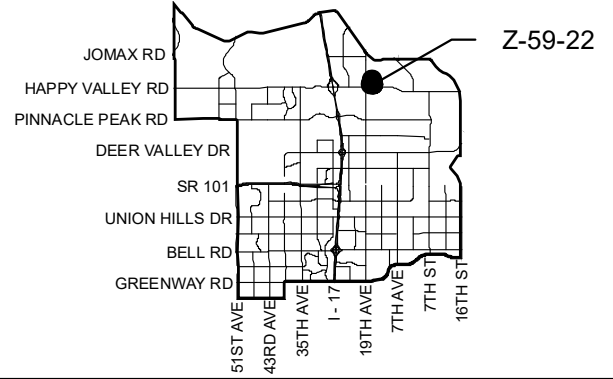 Z-59-22
JOMAX RD
HAPPY VALLEY RD
PINNACLE PEAK RD
DEER VALLEY DR
SR 101
UNION HILLS DR
BELL RD
GREENWAY RD
51ST AVE
43RD AVE
35TH AVE
I - 17
19TH AVE
7TH AVE
7TH ST
16TH ST